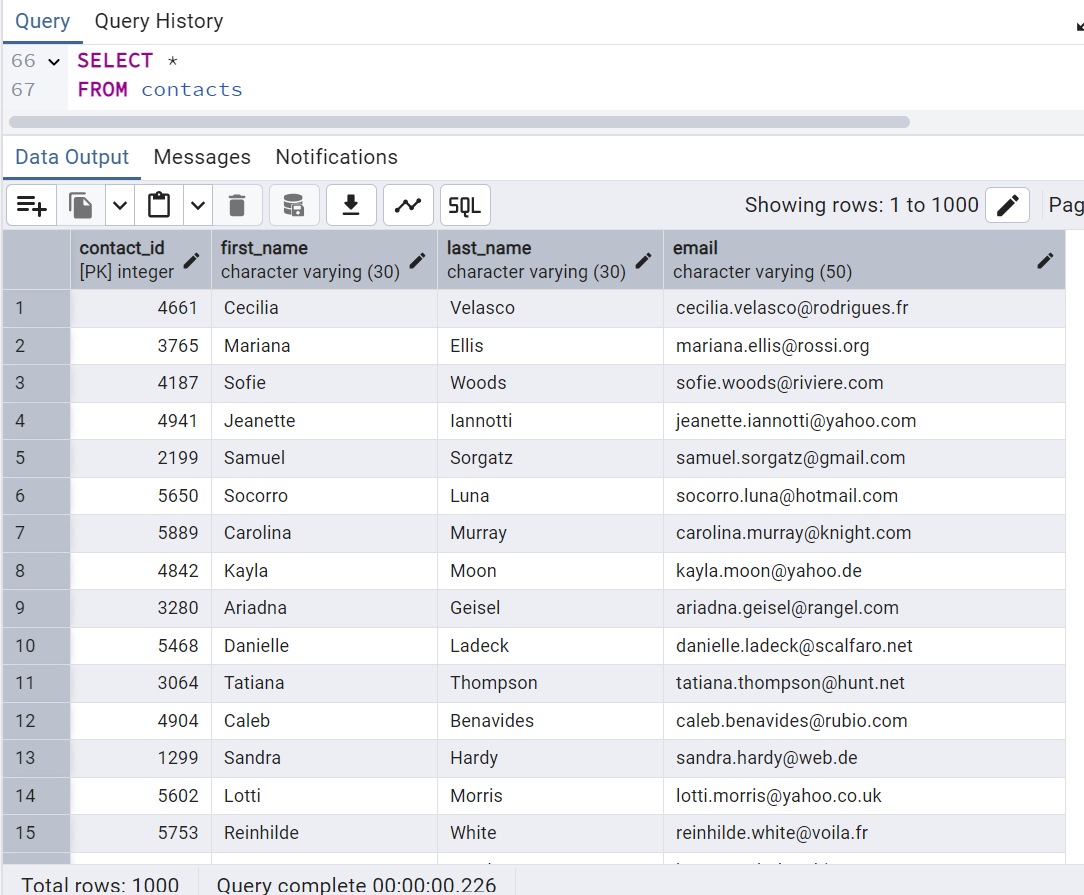 Query Query History
66 SELECT *
67 FROM contacts
Data Output Messages Notifications
SQL Showing rows: 1 to 1000 Pag
contact_id first_name last_name email
[PK] integer character varying (30) character varying (30) character varying (50)
1 4661 Cecilia Velasco cecilia.velasco@rodrigues.fr
2 3765 Mariana Ellis mariana.ellis@rossi.org
3 4187 Sofie Woods sofie.woods@riviere.com
4 4941 Jeanette Iannotti jeanette.iannotti@yahoo.com
5 2199 Samuel Sorgatz samuel.sorgatz@gmail.com
6 5650 Socorro Luna socorro.luna@hotmail.com
7 5889 Carolina Murray carolina.murray@knight.com
8 4842 Kayla Moon kayla.moon@yahoo.de
9 3280 Ariadna Geisel ariadna.geisel@rangel.com
10 5468 Danielle Ladeck danielle.ladeck@scalfaro.net
11 3064 Tatiana Thompson tatiana.thompson@hunt.net
12 4904 Caleb Benavides caleb.benavides@rubio.com
13 1299 Sandra Hardy sandra.hardy@web.de
14 5602 Lotti Morris lotti.morris@yahoo.co.uk
15 5753 Reinhilde White reinhilde.white@voila.fr
Total rows: 1000 Query complete 00:00:00.226